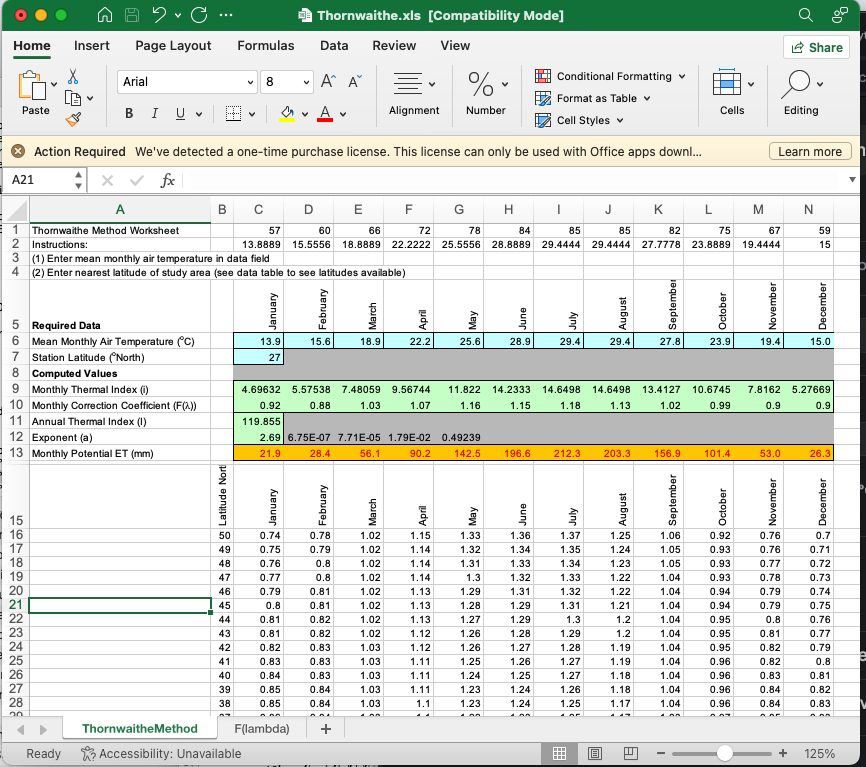 Thornwaithe.xls [Compatibility Mode]
Home Insert Page Layout Formulas Data Review View Share
Paste Arial 8 A^ A˅ B I U A Alignment % Number Conditional Formatting Format as Table Cell Styles Cells Editing
Action Required We've detected a one-time purchase license. This license can only be used with Office apps downl... Learn more
A21 fx
A B C D E F G H I J K L M N
1 Thornwaithe Method Worksheet 57 60 66 72 78 84 85 85 82 75 67 59
2 Instructions: 13.8889 15.5556 18.8889 22.2222 25.5556 28.8889 29.4444 29.4444 27.7778 23.8889 19.4444 15
3 (1) Enter mean monthly air temperature in data field
4 (2) Enter nearest latitude of study area (see data table to see latitudes available)
5 Required Data January February March April May June July August September October November December
6 Mean Monthly Air Temperature (°C) 13.9 15.6 18.9 22.2 25.6 28.9 29.4 29.4 27.8 23.9 19.4 15.0
7 Station Latitude (°North) 27
8 Computed Values
9 Monthly Thermal Index (i) 4.69632 5.57538 7.48059 9.56744 11.822 14.2333 14.6498 14.6498 13.4127 10.6745 7.8162 5.27669
10 Monthly Correction Coefficient (F(λ)) 0.92 0.88 1.03 1.07 1.16 1.15 1.18 1.13 1.02 0.99 0.9 0.9
11 Annual Thermal Index (I) 119.855
12 Exponent (a) 2.69 6.75E-07 7.71E-05 1.79E-02 0.49239
13 Monthly Potential ET (mm) 21.9 28.4 56.1 90.2 142.5 196.6 212.3 203.3 156.9 101.4 53.0 26.3
15 Latitude Nort January February March April May June July August September October November December
16 50 0.74 0.78 1.02 1.15 1.33 1.36 1.37 1.25 1.06 0.92 0.76 0.7
17 49 0.75 0.79 1.02 1.14 1.32 1.34 1.35 1.24 1.05 0.93 0.76 0.71
18 48 0.76 0.8 1.02 1.14 1.31 1.33 1.34 1.23 1.05 0.93 0.77 0.72
19 47 0.77 0.8 1.02 1.14 1.3 1.32 1.33 1.22 1.04 0.93 0.78 0.73
20 46 0.79 0.81 1.02 1.13 1.29 1.31 1.32 1.22 1.04 0.94 0.79 0.74
21 45 0.8 0.81 1.02 1.13 1.28 1.29 1.31 1.21 1.04 0.94 0.79 0.75
22 44 0.81 0.82 1.02 1.13 1.27 1.29 1.3 1.2 1.04 0.95 0.8 0.76
23 43 0.81 0.82 1.02 1.12 1.26 1.28 1.29 1.2 1.04 0.95 0.81 0.77
24 42 0.82 0.83 1.03 1.12 1.26 1.27 1.28 1.19 1.04 0.95 0.82 0.79
25 41 0.83 0.83 1.03 1.11 1.25 1.26 1.27 1.19 1.04 0.96 0.82 0.8
26 40 0.84 0.83 1.03 1.11 1.24 1.25 1.27 1.18 1.04 0.96 0.83 0.81
27 39 0.85 0.84 1.03 1.11 1.23 1.24 1.26 1.18 1.04 0.96 0.84 0.82
28 38 0.85 0.84 1.03 1.1 1.23 1.24 1.25 1.17 1.04 0.96 0.84 0.83
ThornwaitheMethod F(lambda) +
Ready Accessibility: Unavailable 125%